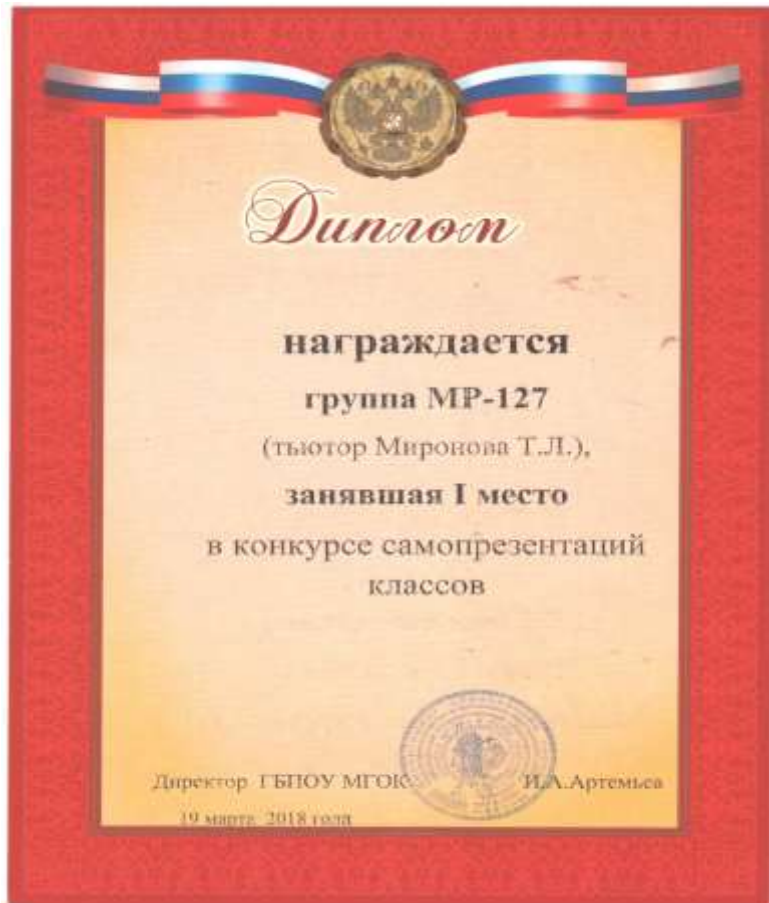 Диплом
награждается
группа МР-127
(тьютор Миронова Т.Л.),
занявшая I место
в конкурсе самопрезентаций
классов
Директор ГБПОУ МГОК И.А.Артемьев
19 марта 2018 года